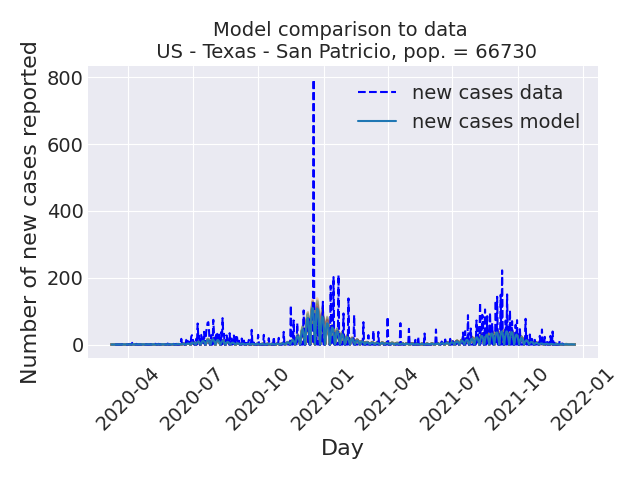 Model comparison to data
US - Texas - San Patricio, pop. = 66730
Number of new cases reported
800
600
400
200
0
new cases data
new cases model
2020-04
2020-07
2020-10
2021-01
2021-04
2021-07
2021-10
2022-01
Day